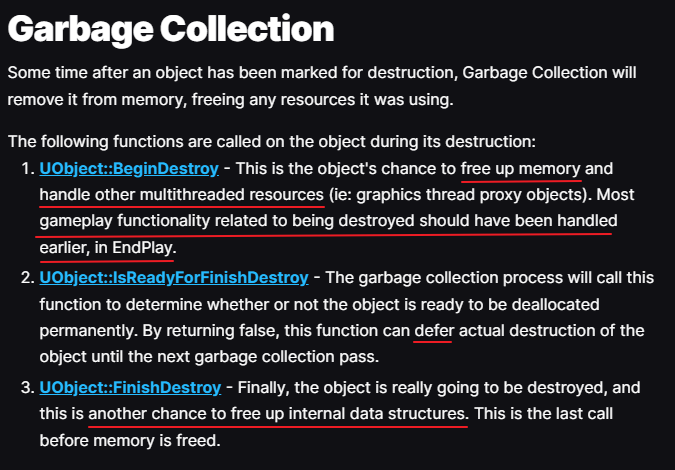 Garbage Collection
Some time after an object has been marked for destruction, Garbage Collection will
remove it from memory, freeing any resources it was using.
The following functions are called on the object during its destruction:
1. UObject::BeginDestroy - This is the object's chance to free up memory and
handle other multithreaded resources (ie: graphics thread proxy objects). Most
gameplay functionality related to being destroyed should have been handled
earlier, in EndPlay.
2. UObject::IsReadyForFinishDestroy - The garbage collection process will call this
function to determine whether or not the object is ready to be deallocated
permanently. By returning false, this function can defer actual destruction of the
object until the next garbage collection pass.
3. UObject::FinishDestroy - Finally, the object is really going to be destroyed, and
this is another chance to free up internal data structures. This is the last call
before memory is freed.